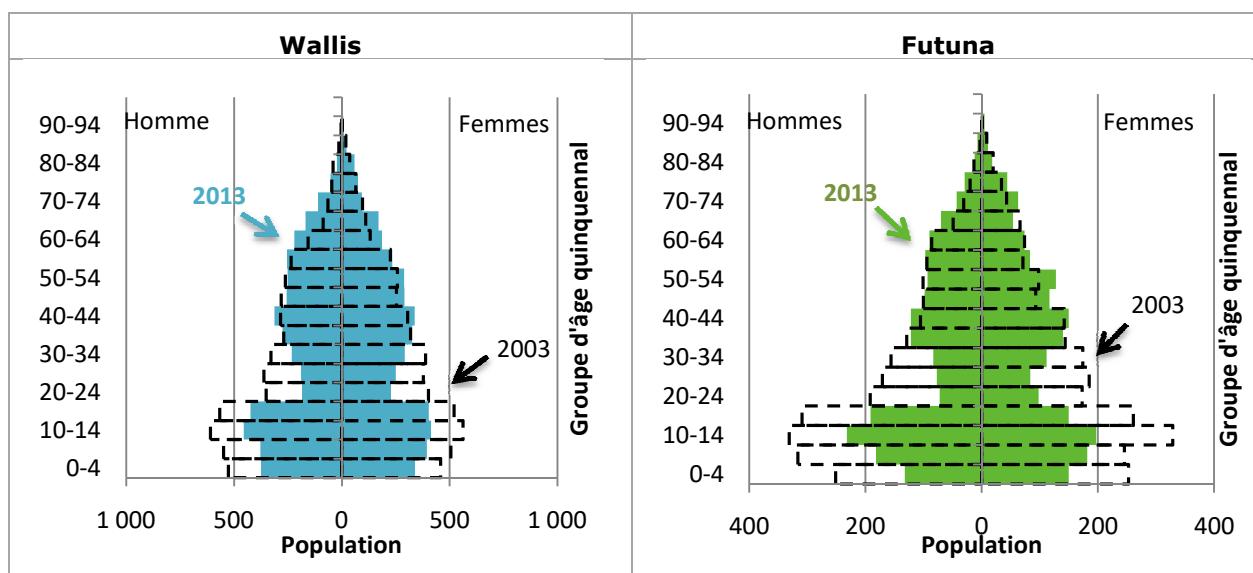 Wallis
Homme
Femmes
90-94
80-84
70-74
60-64
50-54
40-44
30-34
20-24
10-14
0-4
2013
2003
Groupe d'âge quinquennal
1 000 500 0 500 1 000
Population
Futuna
Hommes
Femmes
90-94
80-84
70-74
60-64
50-54
40-44
30-34
20-24
10-14
0-4
2013
2003
Groupe d'âge quinquennal
400 200 0 200 400
Population